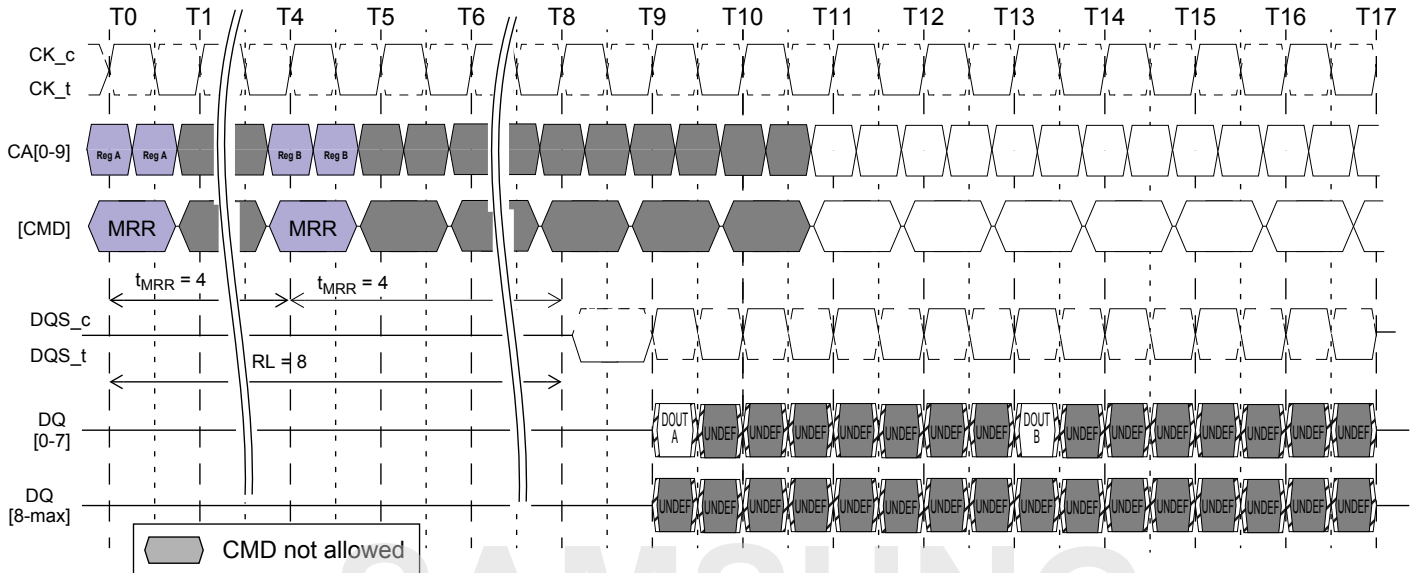 T0 T1 T4 T5 T6 T8 T9 T10 T11 T12 T13 T14 T15 T16 T17
CK_c
CK_t
CA[0-9] Reg A Reg A Reg B Reg B
[CMD] MRR MRR
tMRR = 4 tMRR = 4
DQS_c
DQS_t
RL = 8
DQ
[0-7] DOUT A UNDEF UNDEF UNDEF UNDEF UNDEF UNDEF UNDEF DOUT B UNDEF UNDEF UNDEF UNDEF UNDEF UNDEF UNDEF
DQ
[8-max] UNDEF UNDEF UNDEF UNDEF UNDEF UNDEF UNDEF UNDEF UNDEF UNDEF UNDEF UNDEF UNDEF UNDEF UNDEF UNDEF
CMD not allowed
SAMSUNG